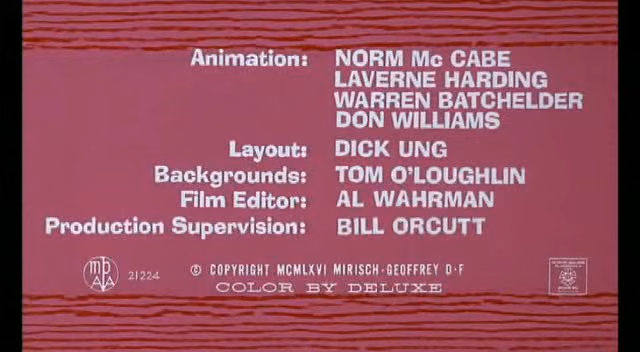 Animation: NORM Mc CABE
LAVERNE HARDING
WARREN BATCHELDER
DON WILLIAMS
Layout: DICK UNG
Backgrounds: TOM O'LOUGHLIN
Film Editor: AL WAHRMAN
Production Supervision: BILL ORCUTT
21224
© COPYRIGHT MCMLXVI MIRISCH-GEOFFREY D-F
COLOR BY DELUXE